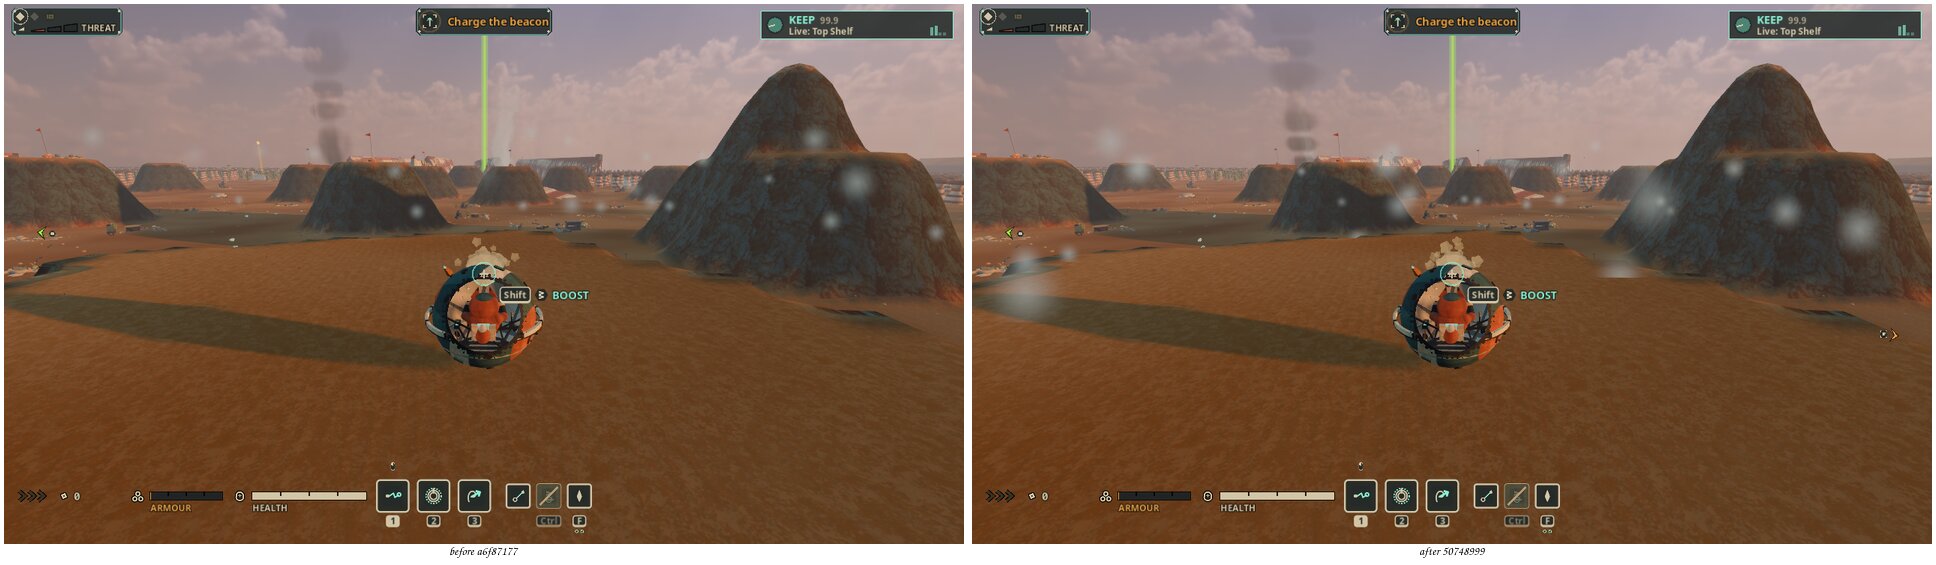 THREAT
Charge the beacon
KEEP 99.9
Live: Top Shelf
Shift BOOST
0
ARMOUR
HEALTH
1
2
3
Ctrl
F
before a6f87177
THREAT
Charge the beacon
KEEP 99.9
Live: Top Shelf
Shift BOOST
0
ARMOUR
HEALTH
1
2
3
Ctrl
F
after 50748999